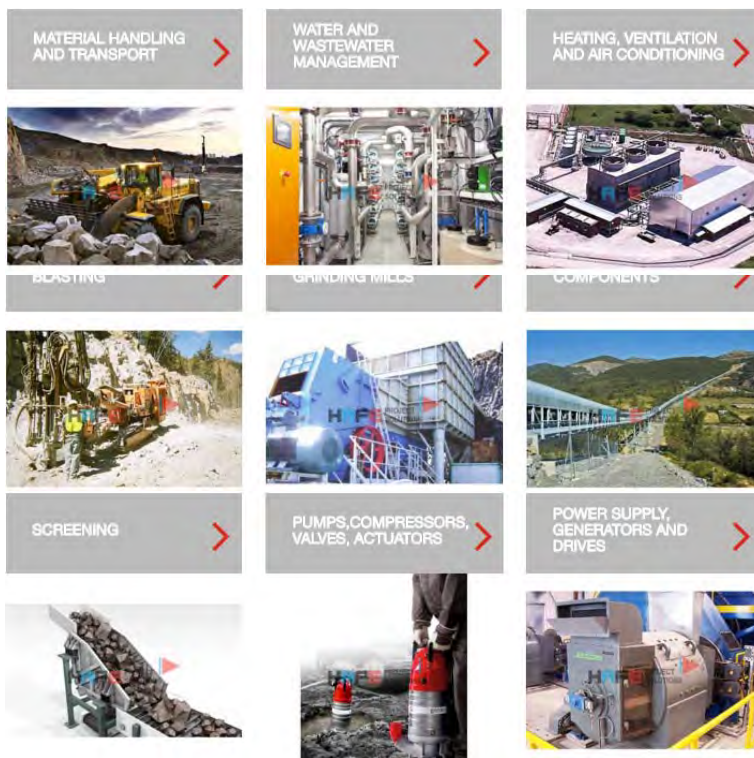 MATERIAL HANDLING
AND TRANSPORT
WATER AND
WASTEWATER
MANAGEMENT
HEATING, VENTILATION
AND AIR CONDITIONING
BLASTING
GRINDING MILLS
COMPONENTS
SCREENING
PUMPS,COMPRESSORS,
VALVES, ACTUATORS
POWER SUPPLY,
GENERATORS AND
DRIVES